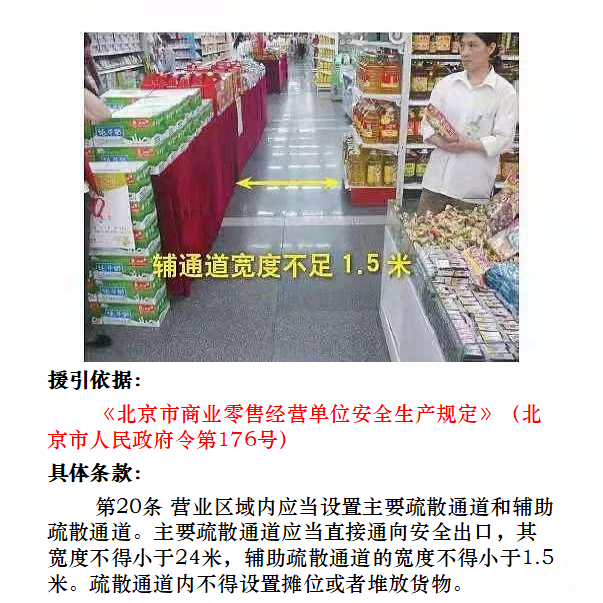 辅通道宽度不足 1.5 米
援引依据：
《北京市商业零售经营单位安全生产规定》（北
京市人民政府令第176号）
具体条款：
第20条 营业区域内应当设置主要疏散通道和辅助
疏散通道。主要疏散通道应当直接通向安全出口，其
宽度不得小于24米，辅助疏散通道的宽度不得小于1.5
米。疏散通道内不得设置摊位或者堆放货物。